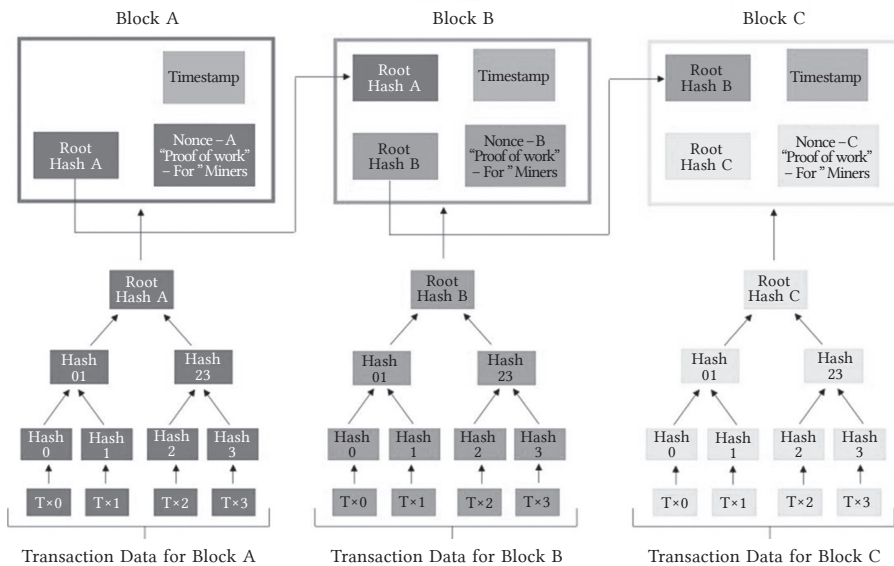 Block A
Timestamp
Root
Hash A
Nonce – A
“Proof of work”
– For ” Miners
Root
Hash A
Hash
01
Hash
23
Hash
0
Hash
1
Hash
2
Hash
3
T×0
T×1
T×2
T×3
Transaction Data for Block A
Block B
Root
Hash A
Timestamp
Root
Hash B
Nonce – B
“Proof of work”
– For ” Miners
Root
Hash B
Hash
01
Hash
23
Hash
0
Hash
1
Hash
2
Hash
3
T×0
T×1
T×2
T×3
Transaction Data for Block B
Block C
Root
Hash B
Timestamp
Root
Hash C
Nonce – C
“Proof of work”
– For ” Miners
Root
Hash C
Hash
01
Hash
23
Hash
0
Hash
1
Hash
2
Hash
3
T×0
T×1
T×2
T×3
Transaction Data for Block C